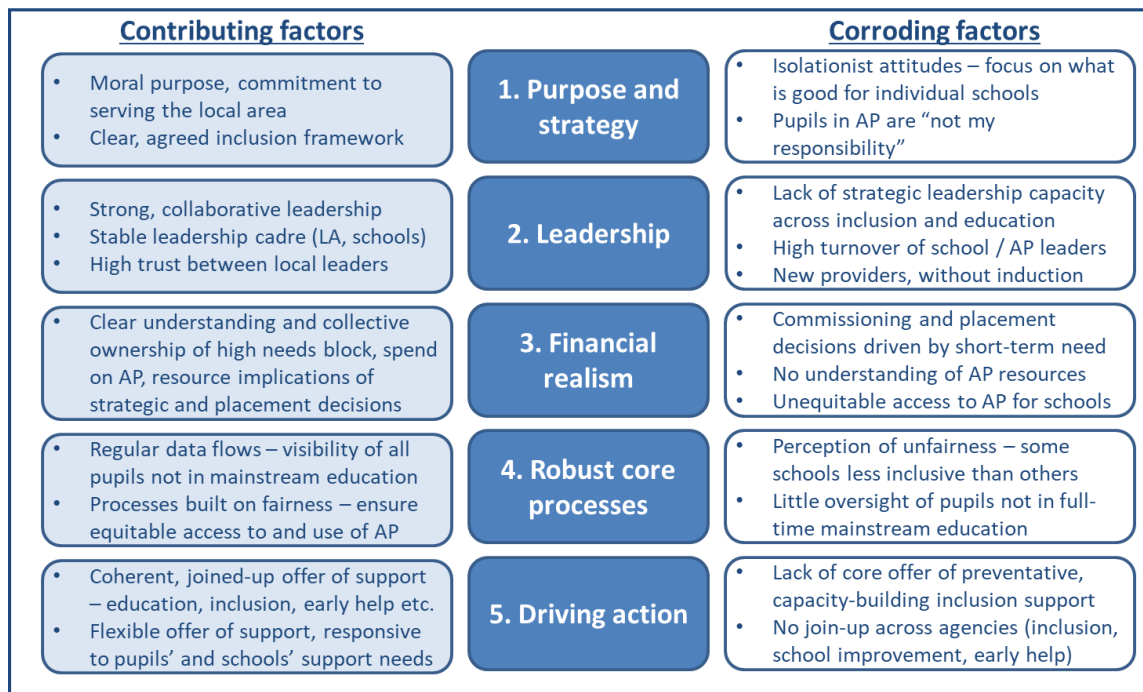 Contributing factors
Corroding factors
• Moral purpose, commitment to
serving the local area
• Clear, agreed inclusion framework
1. Purpose and
strategy
• Isolationist attitudes – focus on what
is good for individual schools
• Pupils in AP are “not my
responsibility”
• Strong, collaborative leadership
• Stable leadership cadre (LA, schools)
• High trust between local leaders
2. Leadership
• Lack of strategic leadership capacity
across inclusion and education
• High turnover of school / AP leaders
• New providers, without induction
• Clear understanding and collective
ownership of high needs block, spend
on AP, resource implications of
strategic and placement decisions
3. Financial
realism
• Commissioning and placement
decisions driven by short-term need
• No understanding of AP resources
• Unequitable access to AP for schools
• Regular data flows – visibility of all
pupils not in mainstream education
• Processes built on fairness – ensure
equitable access to and use of AP
4. Robust core
processes
• Perception of unfairness – some
schools less inclusive than others
• Little oversight of pupils not in full-
time mainstream education
• Coherent, joined-up offer of support
– education, inclusion, early help etc.
• Flexible offer of support, responsive
to pupils’ and schools’ support needs
5. Driving action
• Lack of core offer of preventative,
capacity-building inclusion support
• No join-up across agencies (inclusion,
school improvement, early help)